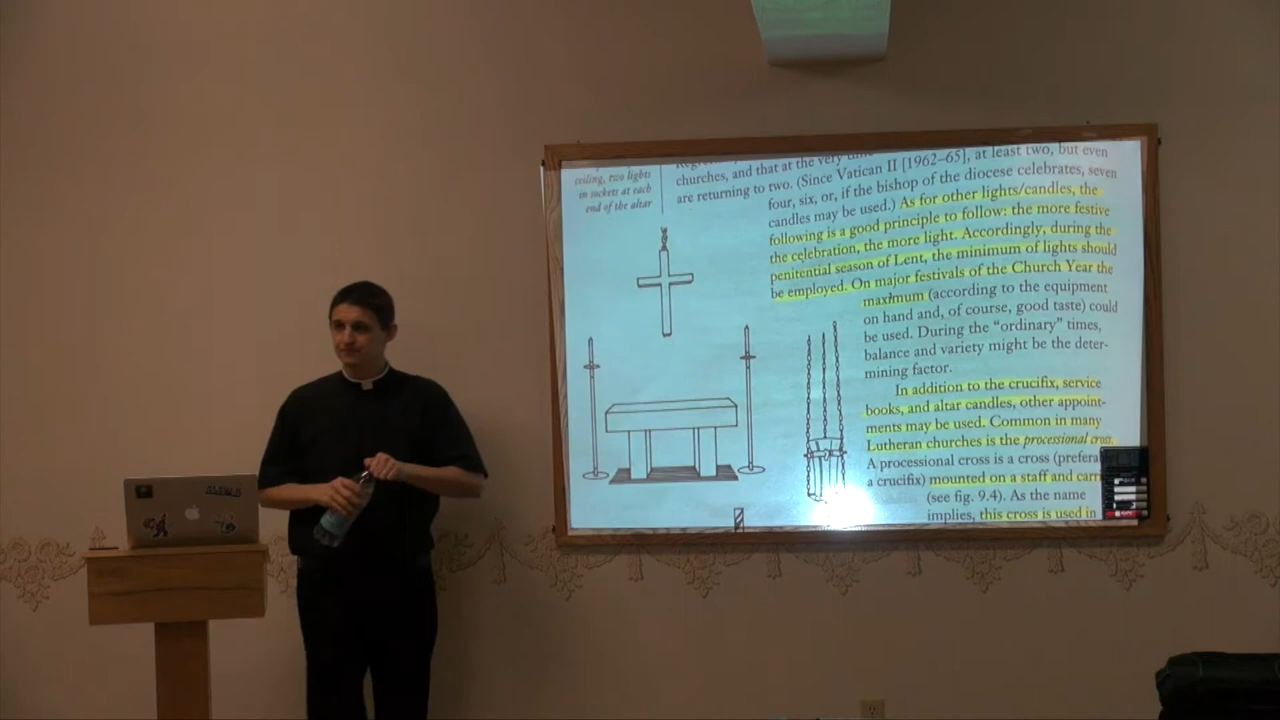 ceiling, two lights
in sockets at each
end of the altar
churches, and that at the very time
are returning to two. (Since Vatican II [1962–65], at least two, but even
four, six, or, if the bishop of the diocese celebrates, seven
candles may be used.) As for other lights/candles, the
following is a good principle to follow: the more festive
the celebration, the more light. Accordingly, during the
penitential season of Lent, the minimum of lights should
be employed. On major festivals of the Church Year the
maximum (according to the equipment
on hand and, of course, good taste) could
be used. During the “ordinary” times,
balance and variety might be the deter-
mining factor.
In addition to the crucifix, service
books, and altar candles, other appoint-
ments may be used. Common in many
Lutheran churches is the processional cross.
A processional cross is a cross (prefera
a crucifix) mounted on a staff and carri
(see fig. 9.4). As the name
implies, this cross is used in